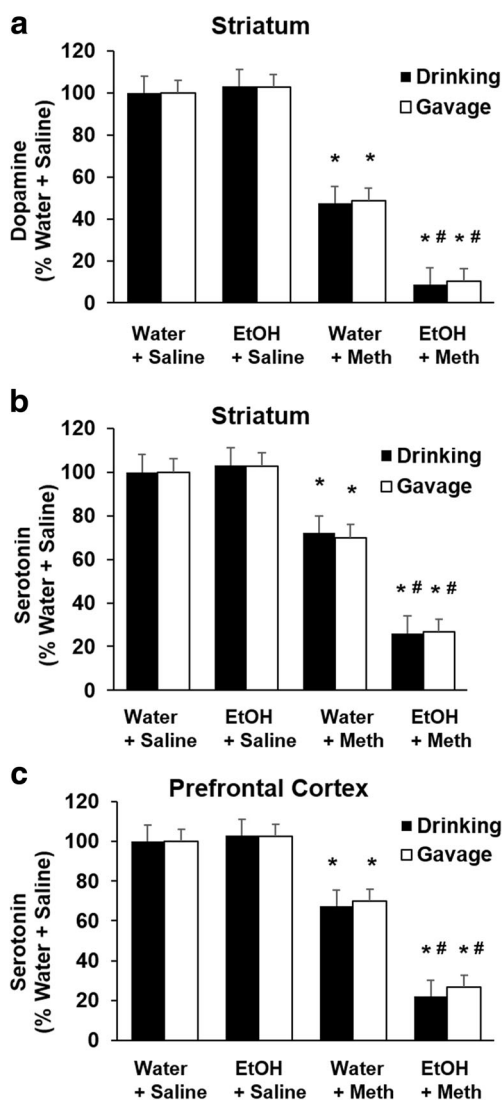 a
Striatum
Dopamine
(% Water + Saline)
120
100
80
60
40
20
0
Drinking
Gavage
* *
* # * #
Water EtOH Water EtOH
+ Saline + Saline + Meth + Meth
b
Striatum
Serotonin
(% Water + Saline)
120
100
80
60
40
20
0
Drinking
Gavage
* *
* # * #
Water EtOH Water EtOH
+ Saline + Saline + Meth + Meth
c
Prefrontal Cortex
Serotonin
(% Water + Saline)
120
100
80
60
40
20
0
Drinking
Gavage
* *
* # * #
Water EtOH Water EtOH
+ Saline + Saline + Meth + Meth